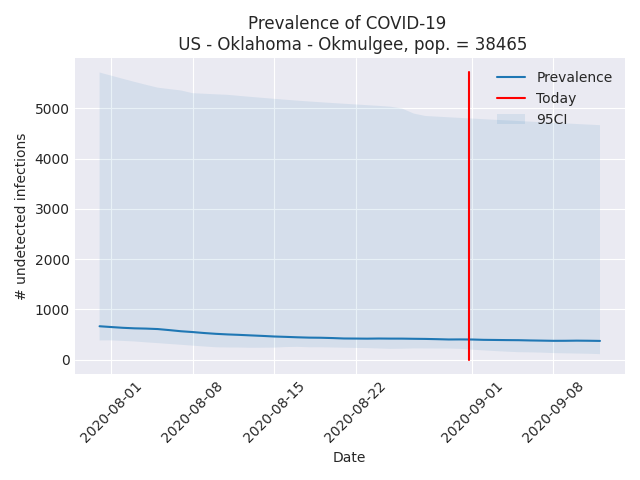 Prevalence of COVID-19
US - Oklahoma - Okmulgee, pop. = 38465
Prevalence
Today
95CI
# undetected infections
5000
4000
3000
2000
1000
0
2020-08-01
2020-08-08
2020-08-15
2020-08-22
2020-09-01
2020-09-08
Date